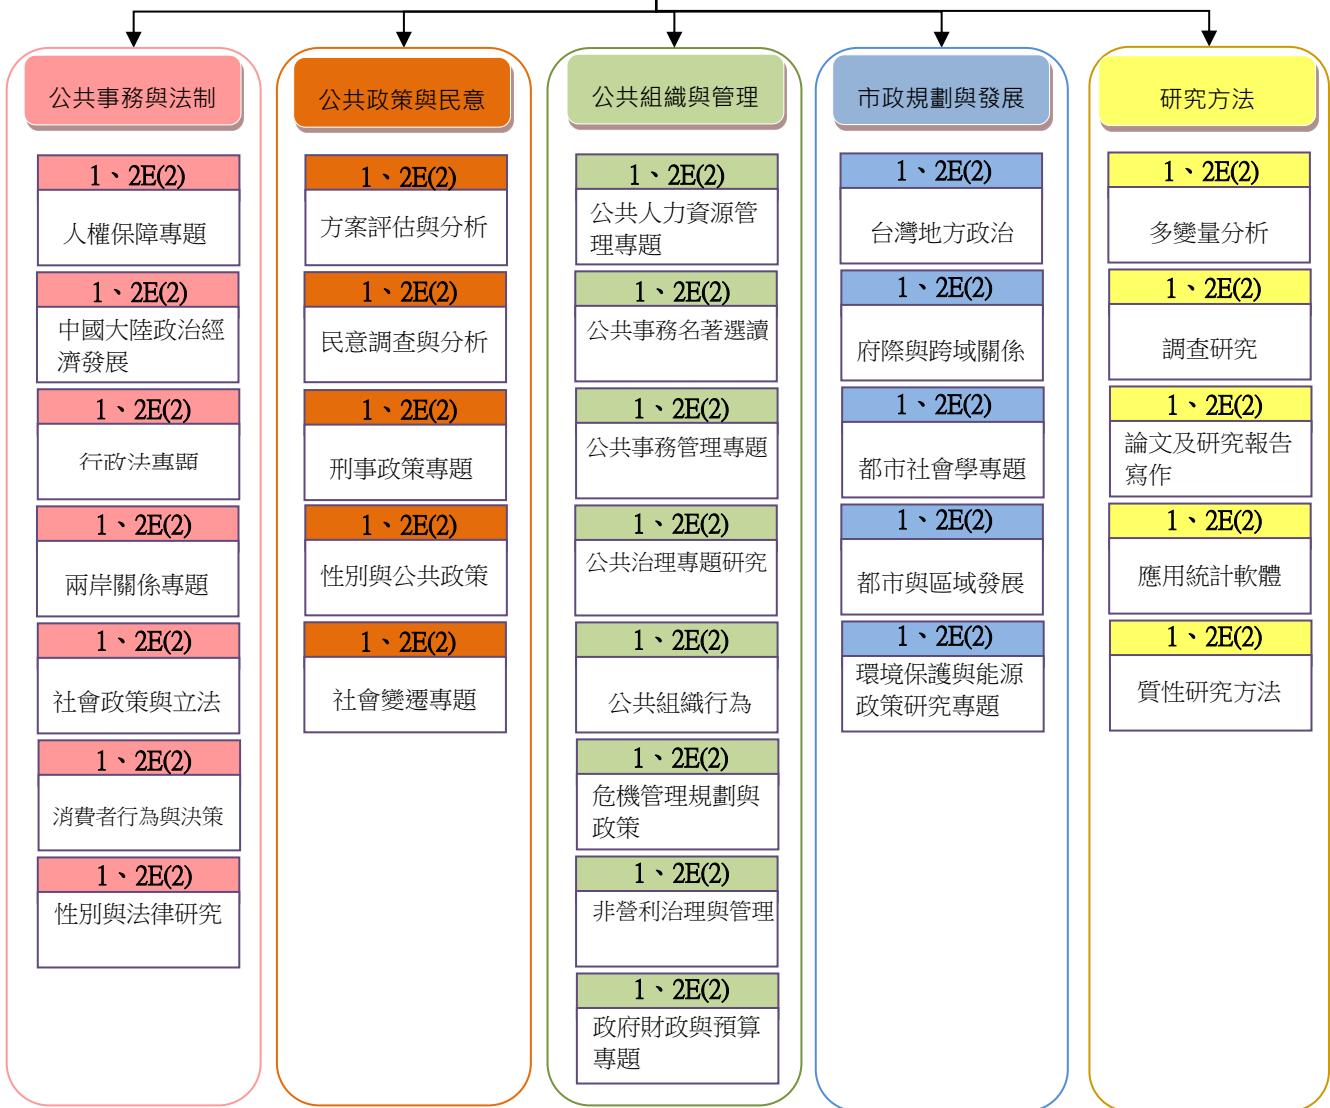 公共事務與法制
1、2E(2)
人權保障專題
1、2E(2)
中國大陸政治經
濟發展
1、2E(2)
行政法專題
1、2E(2)
兩岸關係專題
1、2E(2)
社會政策與立法
1、2E(2)
消費者行為與決策
1、2E(2)
性別與法律研究
公共政策與民意
1、2E(2)
方案評估與分析
1、2E(2)
民意調查與分析
1、2E(2)
刑事政策專題
1、2E(2)
性別與公共政策
1、2E(2)
社會變遷專題
公共組織與管理
1、2E(2)
公共人力資源管
理專題
1、2E(2)
公共事務名著選讀
1、2E(2)
公共事務管理專題
1、2E(2)
公共治理專題研究
1、2E(2)
公共組織行為
1、2E(2)
危機管理規劃與
政策
1、2E(2)
非營利治理與管理
1、2E(2)
政府財政與預算
專題
市政規劃與發展
1、2E(2)
台灣地方政治
1、2E(2)
府際與跨域關係
1、2E(2)
都市社會學專題
1、2E(2)
都市與區域發展
1、2E(2)
環境保護與能源
政策研究專題
研究方法
1、2E(2)
多變量分析
1、2E(2)
調查研究
1、2E(2)
論文及研究報告
寫作
1、2E(2)
應用統計軟體
1、2E(2)
質性研究方法